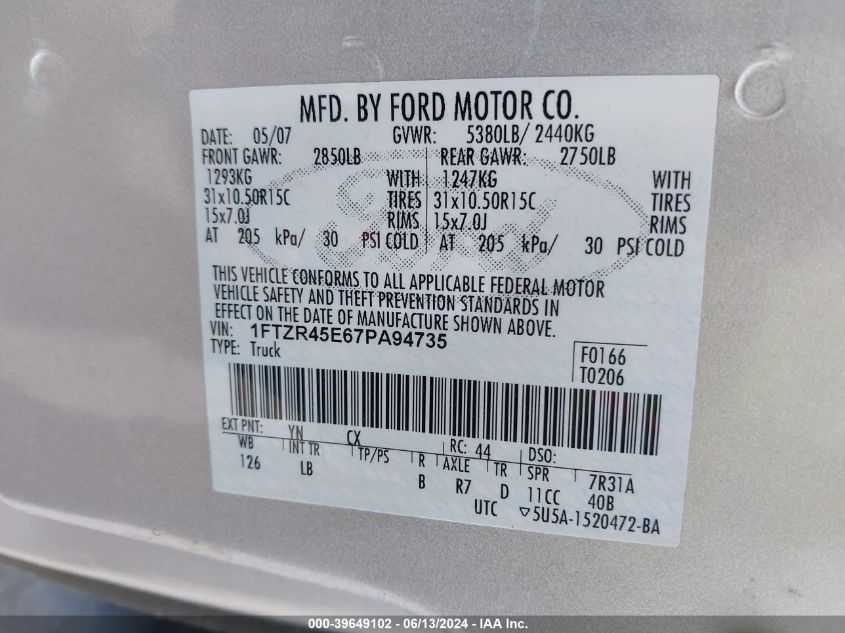 MFD. BY FORD MOTOR CO.
DATE: 05/07 GVWR: 5380LB/ 2440KG
FRONT GAWR: 2850LB REAR GAWR: 2750LB
1293KG WITH 1247KG WITH
31x10.50R15C TIRES 31x10.50R15C TIRES
15x7.0J RIMS 15x7.0J RIMS
AT 205 kPa/ 30 PSI COLD AT 205 kPa/ 30 PSI COLD
THIS VEHICLE CONFORMS TO ALL APPLICABLE FEDERAL MOTOR
VEHICLE SAFETY AND THEFT PREVENTION STANDARDS IN
EFFECT ON THE DATE OF MANUFACTURE SHOWN ABOVE.
VIN: 1FTZR45E67PA94735
TYPE: Truck F0166
T0206
EXT PNT: YN CX RC: 44 DSO:
WB INT TR TP/PS R AXLE TR SPR 7R31A
126 LB B R7 D 11CC 40B
UTC ▽5U5A-1520472-BA
000-39649102 - 06/13/2024 - IAA Inc.